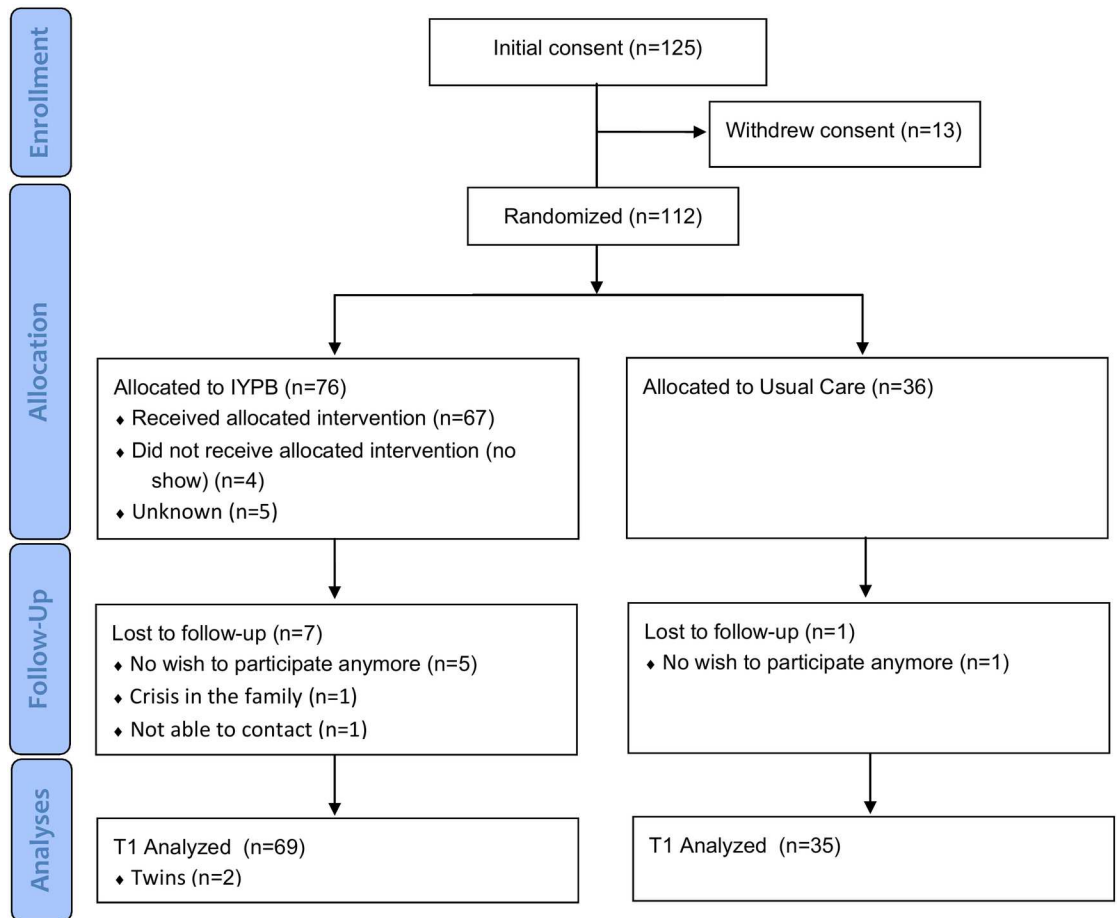 Enrollment
Initial consent (n=125)
Withdrew consent (n=13)
Randomized (n=112)
Allocation
Allocated to IYPB (n=76)
♦ Received allocated intervention (n=67)
♦ Did not receive allocated intervention (no
show) (n=4)
♦ Unknown (n=5)
Allocated to Usual Care (n=36)
Follow-Up
Lost to follow-up (n=7)
♦ No wish to participate anymore (n=5)
♦ Crisis in the family (n=1)
♦ Not able to contact (n=1)
Lost to follow-up (n=1)
♦ No wish to participate anymore (n=1)
Analyses
T1 Analyzed (n=69)
♦ Twins (n=2)
T1 Analyzed (n=35)